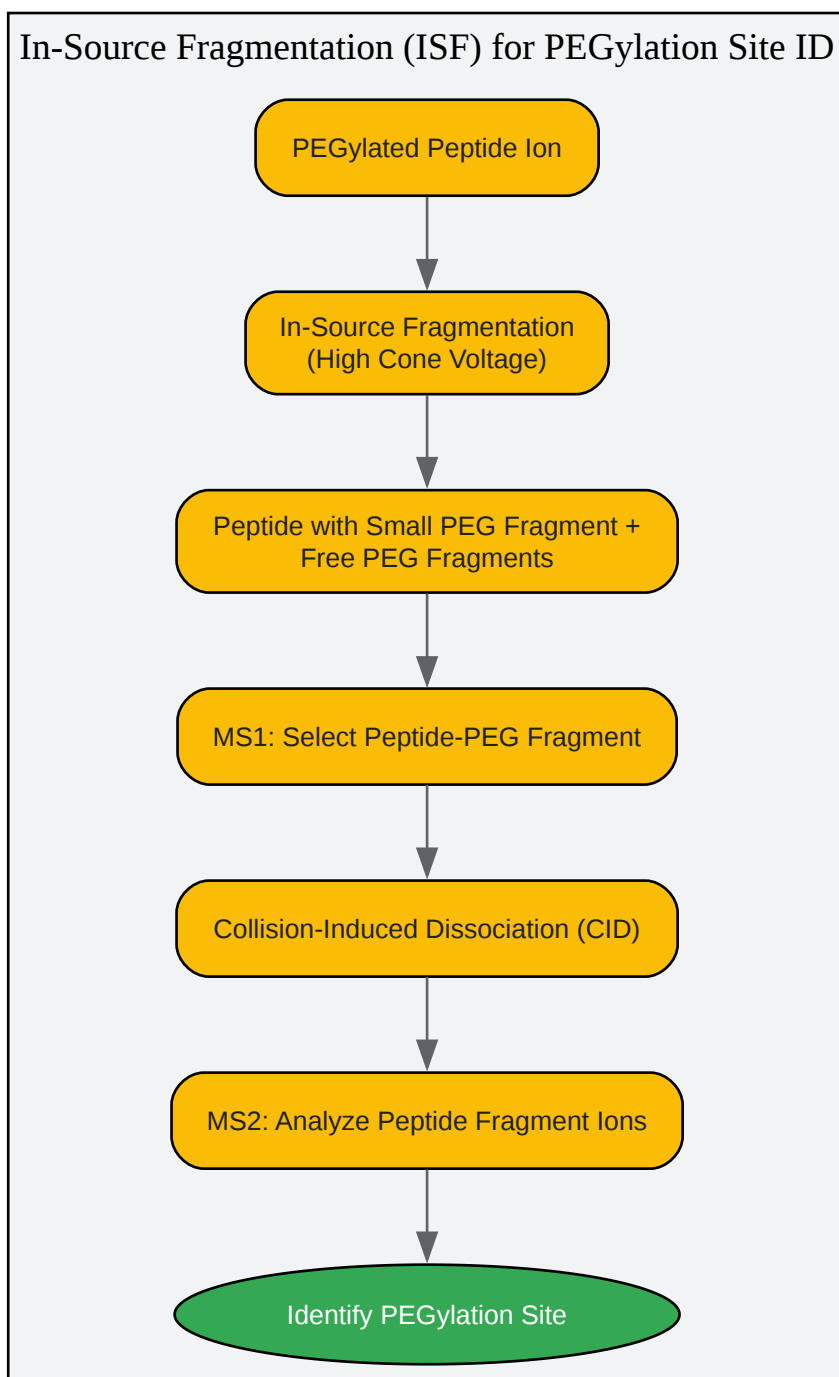 In-Source Fragmentation (ISF) for PEGylation Site ID
PEGylated Peptide Ion
In-Source Fragmentation
(High Cone Voltage)
Peptide with Small PEG Fragment +
Free PEG Fragments
MS1: Select Peptide-PEG Fragment
Collision-Induced Dissociation (CID)
MS2: Analyze Peptide Fragment Ions
Identify PEGylation Site